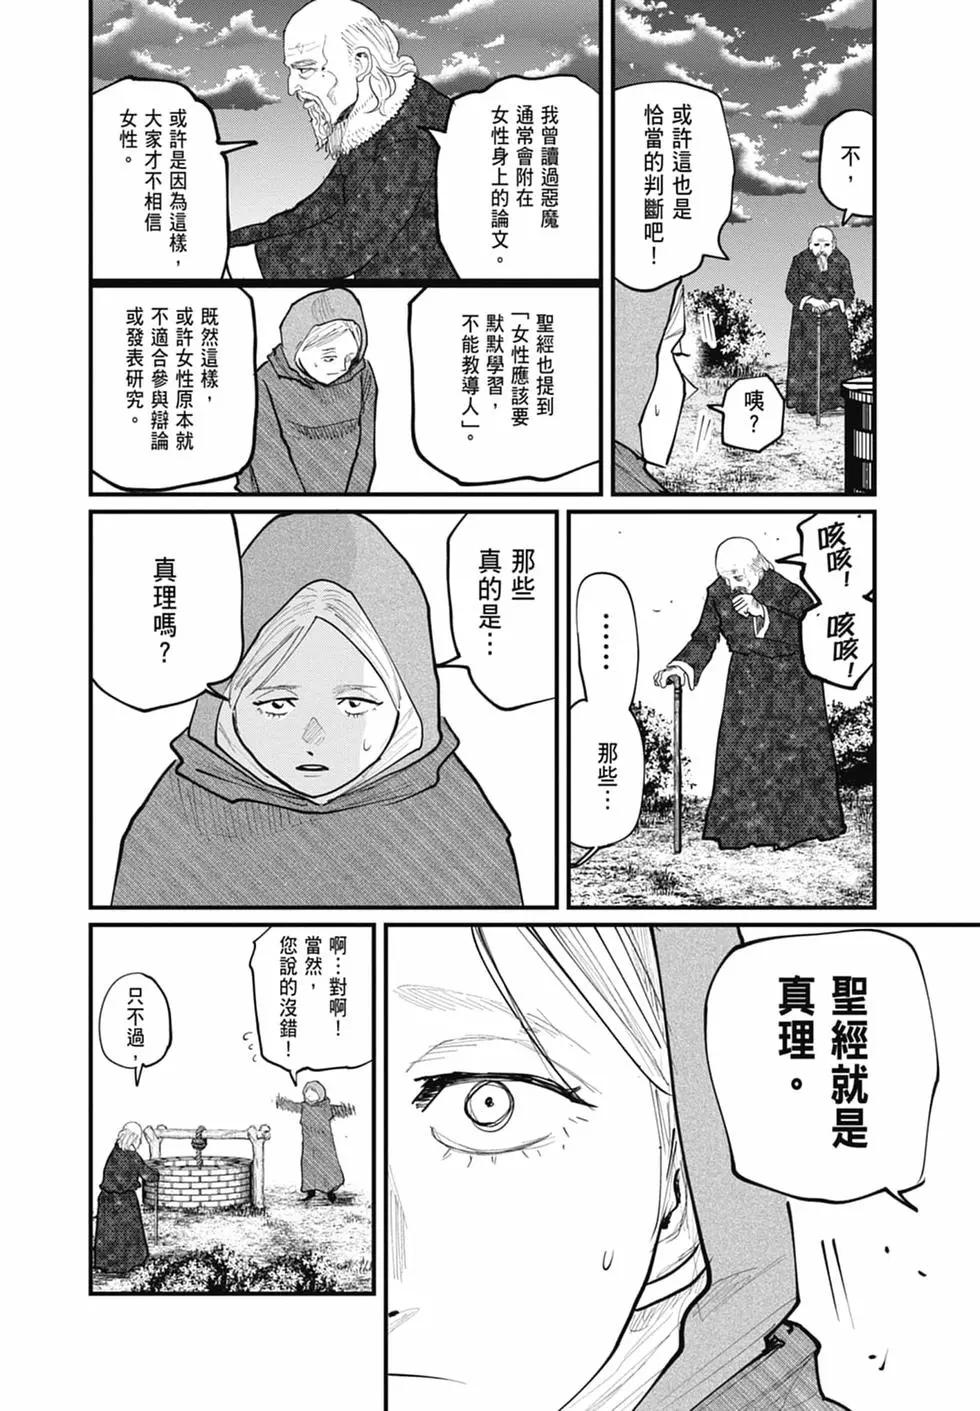 不，
或許這也是
恰當的判斷吧！
咦？
我曾讀過惡魔
通常會附在
女性身上的論文。
或許是因為這樣，
大家才不相信
女性。
聖經也提到
「女性應該要
默默學習，
不能教導人」。
既然這樣，
或許女性原本就
不適合參與辯論
或發表研究。
咳咳！
咳咳！
⋯⋯⋯
那些⋯
那些
真的是⋯
真理嗎？
聖經就是
真理。
啊⋯對啊！
當然，
您說的沒錯！
只不過，